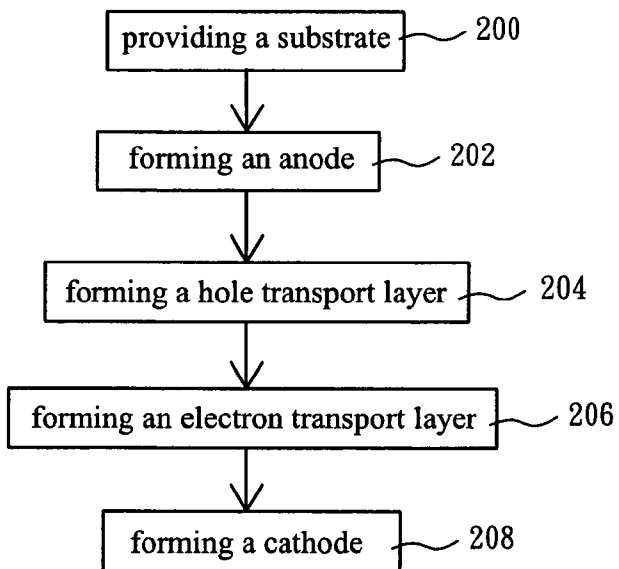 providing a substrate 200
forming an anode 202
forming a hole transport layer 204
forming an electron transport layer 206
forming a cathode 208